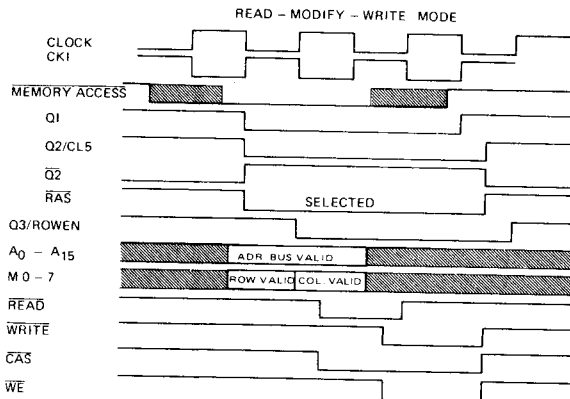 READ – MODIFY – WRITE MODE
CLOCK
CKI
MEMORY ACCESS
Q1
Q2/CL5
Q2
RAS
SELECTED
Q3/ROWEN
A0 – A15
ADR. BUS VALID
M 0 – 7
ROW VALID COL. VALID
READ
WRITE
CAS
WE